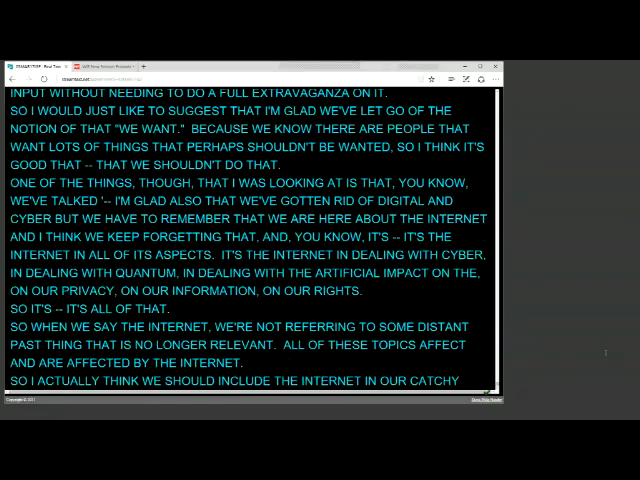 INPUT WITHOUT NEEDING TO DO A FULL EXTRAVAGANZA ON IT.
SO I WOULD JUST LIKE TO SUGGEST THAT I'M GLAD WE'VE LET GO OF THE
NOTION OF THAT "WE WANT."  BECAUSE WE KNOW THERE ARE PEOPLE THAT
WANT LOTS OF THINGS THAT PERHAPS SHOULDN'T BE WANTED, SO I THINK IT'S
GOOD THAT -- THAT WE SHOULDN'T DO THAT.
ONE OF THE THINGS, THOUGH, THAT I WAS LOOKING AT IS THAT, YOU KNOW,
WE'VE TALKED '-- I'M GLAD ALSO THAT WE'VE GOTTEN RID OF DIGITAL AND
CYBER BUT WE HAVE TO REMEMBER THAT WE ARE HERE ABOUT THE INTERNET
AND I THINK WE KEEP FORGETTING THAT, AND, YOU KNOW, IT'S -- IT'S THE
INTERNET IN ALL OF ITS ASPECTS.  IT'S THE INTERNET IN DEALING WITH CYBER,
IN DEALING WITH QUANTUM, IN DEALING WITH THE ARTIFICIAL IMPACT ON THE,
ON OUR PRIVACY, ON OUR INFORMATION, ON OUR RIGHTS.
SO IT'S -- IT'S ALL OF THAT.
SO WHEN WE SAY THE INTERNET, WE'RE NOT REFERRING TO SOME DISTANT
PAST THING THAT IS NO LONGER RELEVANT.  ALL OF THESE TOPICS AFFECT
AND ARE AFFECTED BY THE INTERNET.
SO I ACTUALLY THINK WE SHOULD INCLUDE THE INTERNET IN OUR CATCHY